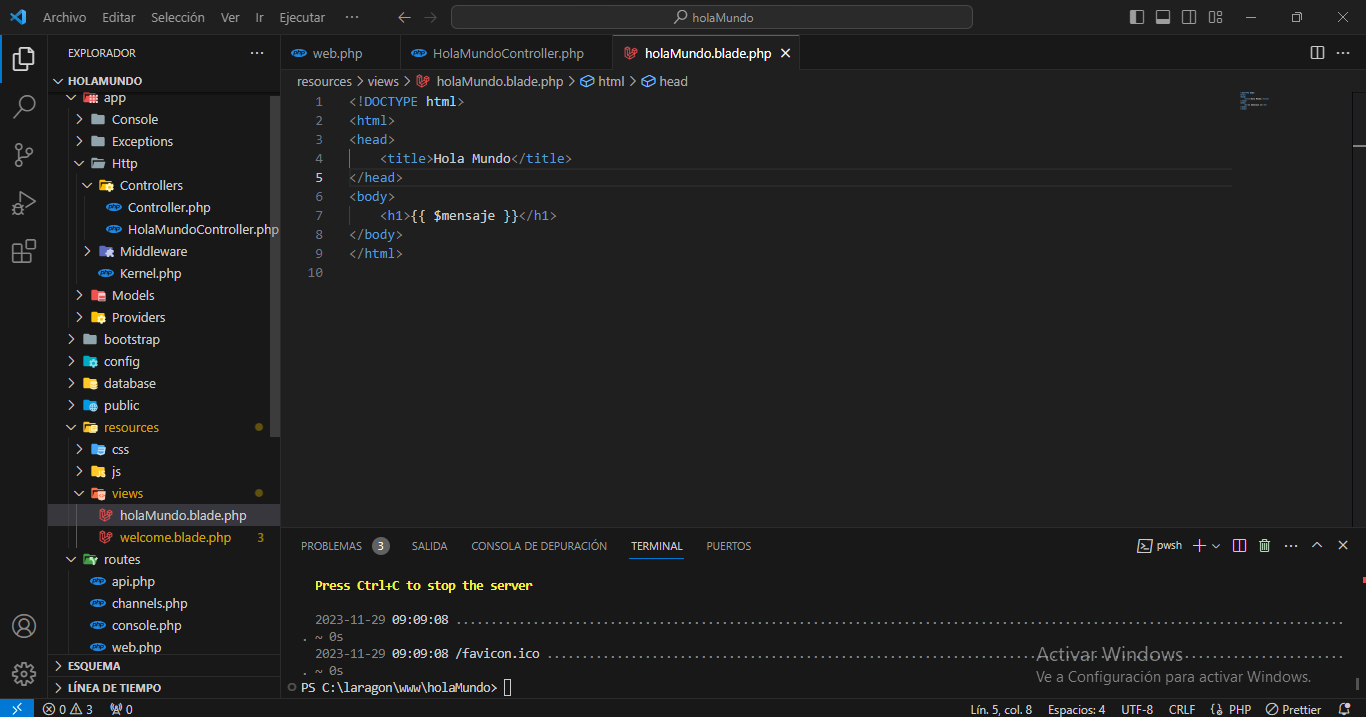 Archivo Editar Selección Ver Ir Ejecutar ··· holaMundo
EXPLORADOR ···
HOLAMUNDO
app
Console
Exceptions
Http
Controllers
Controller.php
HolaMundoController.php
Middleware
Kernel.php
Models
Providers
bootstrap
config
database
public
resources
css
js
views
holaMundo.blade.php
welcome.blade.php 3
routes
api.php
channels.php
console.php
web.php
ESQUEMA
LÍNEA DE TIEMPO
web.php HolaMundoController.php holaMundo.blade.php
resources > views > holaMundo.blade.php > html > head
1 <!DOCTYPE html>
2 <html>
3 <head>
4 <title>Hola Mundo</title>
5 </head>
6 <body>
7 <h1>{{ $mensaje }}</h1>
8 </body>
9 </html>
10
PROBLEMAS 3 SALIDA CONSOLA DE DEPURACIÓN TERMINAL PUERTOS pwsh
Press Ctrl+C to stop the server
2023-11-29 09:09:08 ........................................................................................................................
. ~ 0s
2023-11-29 09:09:08 /favicon.ico ...........................................................................................................
. ~ 0s
PS C:\laragon\www\holaMundo>
Activar Windows
Ve a Configuración para activar Windows.
0 3 0 Lín. 5, col. 8 Espacios: 4 UTF-8 CRLF PHP Prettier